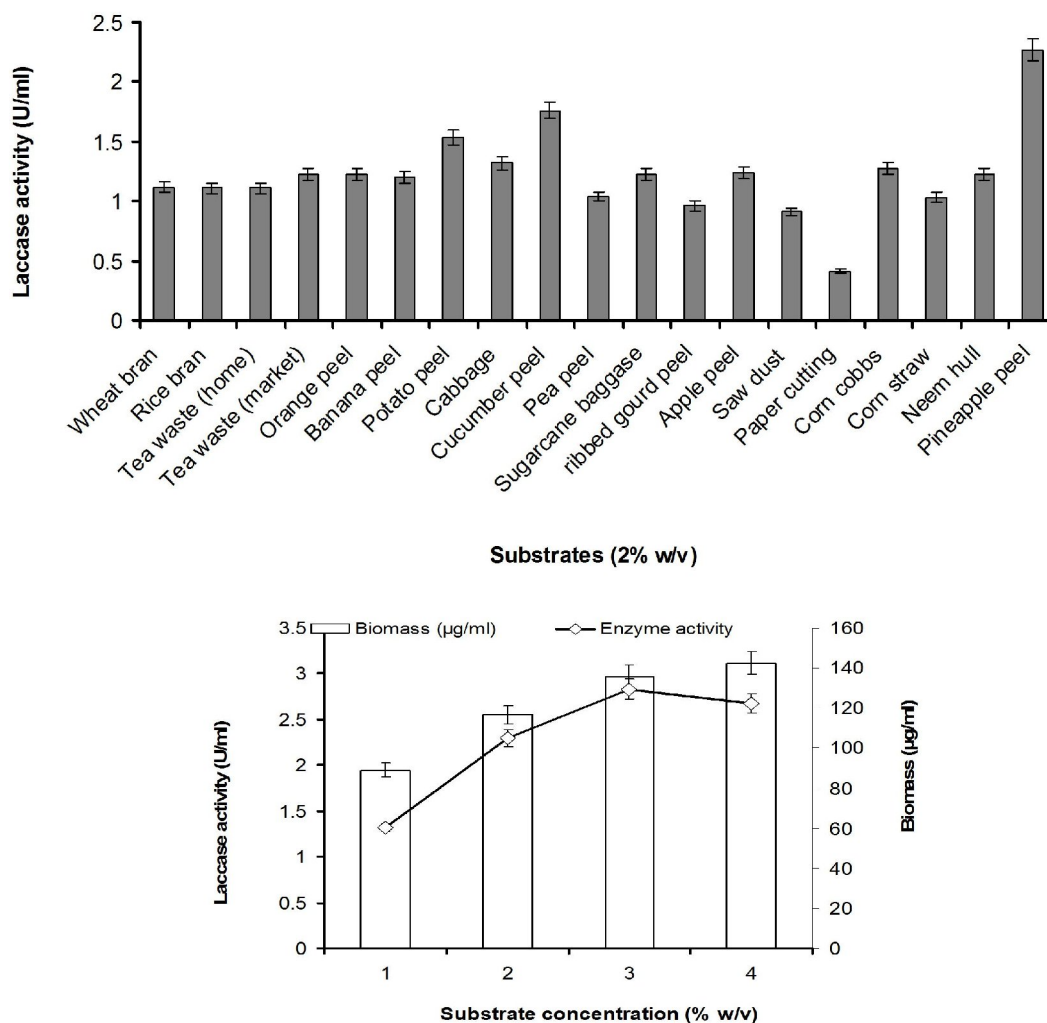 2.5
2
1.5
1
0.5
0
Laccase activity (U/ml)
Wheat bran
Rice bran
Tea waste (home)
Tea waste (market)
Orange peel
Banana peel
Potato peel
Cabbage
Cucumber peel
Pea peel
Sugarcane baggase
ribbed gourd peel
Apple peel
Saw dust
Paper cutting
Corn cobbs
Corn straw
Neem hull
Pineapple peel
Substrates (2% w/v)
Biomass (µg/ml)
Enzyme activity
3.5
3
2.5
2
1.5
1
0.5
0
Laccase activity (U/ml)
160
140
120
100
80
60
40
20
0
Biomass (µg/ml)
1 2 3 4
Substrate concentration (% w/v)